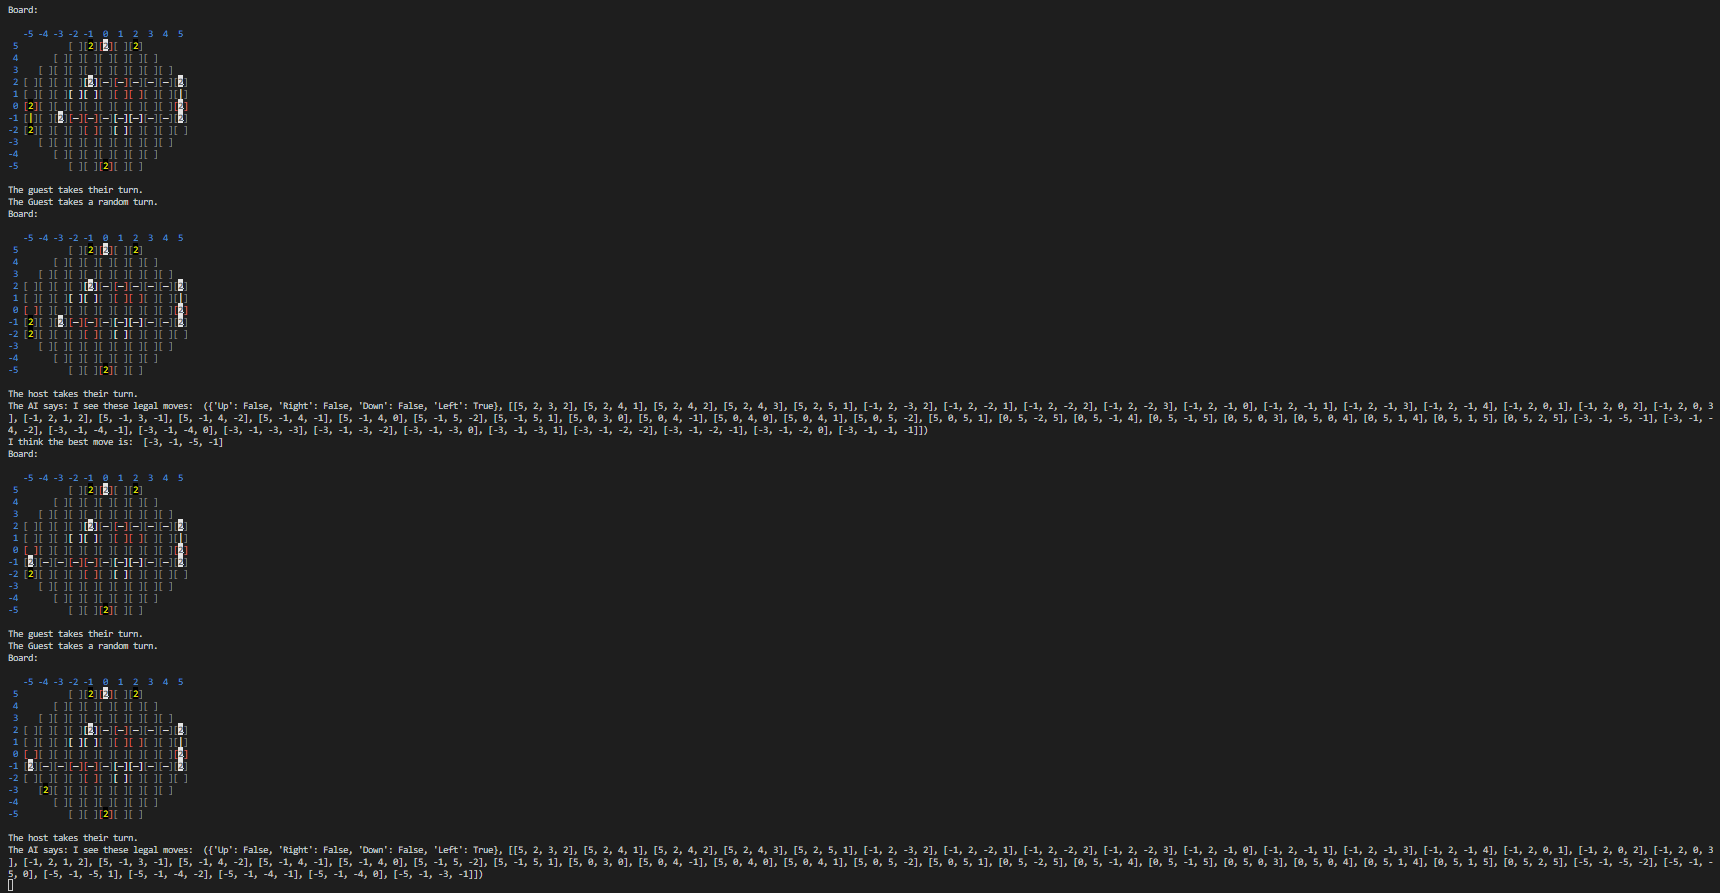 Board:
-5 -4 -3 -2 -1  0  1  2  3  4  5
 5          [ ][2][2][ ][2]
 4       [ ][ ][ ][ ][ ][ ][ ]
 3    [ ][ ][ ][ ][ ][ ][ ][ ][ ]
 2 [ ][ ][ ][ ][2][—][—][—][—][—][2]
 1 [ ][ ][ ][ ][ ][ ][ ][ ][ ][ ][|]
 0 [2][ ][ ][ ][ ][ ][ ][ ][ ][ ][2]
-1 [|][ ][2][—][—][—][—][—][—][—][2]
-2 [2][ ][ ][ ][ ][ ][ ][ ][ ][ ][ ]
-3    [ ][ ][ ][ ][ ][ ][ ][ ][ ]
-4       [ ][ ][ ][ ][ ][ ][ ]
-5          [ ][ ][2][ ][ ]
The guest takes their turn.
The Guest takes a random turn.
Board:
-5 -4 -3 -2 -1  0  1  2  3  4  5
 5          [ ][2][2][ ][2]
 4       [ ][ ][ ][ ][ ][ ][ ]
 3    [ ][ ][ ][ ][ ][ ][ ][ ][ ]
 2 [ ][ ][ ][ ][2][—][—][—][—][—][2]
 1 [ ][ ][ ][ ][ ][ ][ ][ ][ ][ ][|]
 0 [ ][ ][ ][ ][ ][ ][ ][ ][ ][ ][2]
-1 [2][ ][2][—][—][—][—][—][—][—][2]
-2 [2][ ][ ][ ][ ][ ][ ][ ][ ][ ][ ]
-3    [ ][ ][ ][ ][ ][ ][ ][ ][ ]
-4       [ ][ ][ ][ ][ ][ ][ ]
-5          [ ][ ][2][ ][ ]
The host takes their turn.
The AI says: I see these legal moves:  ({'Up': False, 'Right': False, 'Down': False, 'Left': True}, [[5, 2, 3, 2], [5, 2, 4, 1], [5, 2, 4, 2], [5, 2, 4, 3], [5, 2, 5, 1], [-1, 2, -3, 2], [-1, 2, -2, 1], [-1, 2, -2, 2], [-1, 2, -2, 3], [-1, 2, -1, 0], [-1, 2, -1, 1], [-1, 2, -1, 3], [-1, 2, -1, 4], [-1, 2, 0, 1], [-1, 2, 0, 2], [-1, 2, 0, 3
], [-1, 2, 1, 2], [5, -1, 3, -1], [5, -1, 4, -2], [5, -1, 4, -1], [5, -1, 4, 0], [5, -1, 5, -2], [5, -1, 5, 1], [5, 0, 3, 0], [5, 0, 4, -1], [5, 0, 4, 0], [5, 0, 4, 1], [5, 0, 5, -2], [5, 0, 5, 1], [0, 5, -2, 5], [0, 5, -1, 4], [0, 5, -1, 5], [0, 5, 0, 3], [0, 5, 0, 4], [0, 5, 1, 4], [0, 5, 1, 5], [0, 5, 2, 5], [-3, -1, -5, -1], [-3, -1, -
4, -2], [-3, -1, -4, -1], [-3, -1, -4, 0], [-3, -1, -3, -3], [-3, -1, -3, -2], [-3, -1, -3, 0], [-3, -1, -3, 1], [-3, -1, -2, -2], [-3, -1, -2, -1], [-3, -1, -2, 0], [-3, -1, -1, -1]])
I think the best move is:  [-3, -1, -5, -1]
Board:
-5 -4 -3 -2 -1  0  1  2  3  4  5
 5          [ ][2][2][ ][2]
 4       [ ][ ][ ][ ][ ][ ][ ]
 3    [ ][ ][ ][ ][ ][ ][ ][ ][ ]
 2 [ ][ ][ ][ ][2][—][—][—][—][—][2]
 1 [ ][ ][ ][ ][ ][ ][ ][ ][ ][ ][|]
 0 [ ][ ][ ][ ][ ][ ][ ][ ][ ][ ][2]
-1 [2][—][—][—][—][—][—][—][—][—][2]
-2 [2][ ][ ][ ][ ][ ][ ][ ][ ][ ][ ]
-3    [ ][ ][ ][ ][ ][ ][ ][ ][ ]
-4       [ ][ ][ ][ ][ ][ ][ ]
-5          [ ][ ][2][ ][ ]
The guest takes their turn.
The Guest takes a random turn.
Board:
-5 -4 -3 -2 -1  0  1  2  3  4  5
 5          [ ][2][2][ ][2]
 4       [ ][ ][ ][ ][ ][ ][ ]
 3    [ ][ ][ ][ ][ ][ ][ ][ ][ ]
 2 [ ][ ][ ][ ][2][—][—][—][—][—][2]
 1 [ ][ ][ ][ ][ ][ ][ ][ ][ ][ ][|]
 0 [ ][ ][ ][ ][ ][ ][ ][ ][ ][ ][2]
-1 [2][—][—][—][—][—][—][—][—][—][2]
-2 [ ][ ][ ][ ][ ][ ][ ][ ][ ][ ][ ]
-3    [2][ ][ ][ ][ ][ ][ ][ ][ ]
-4       [ ][ ][ ][ ][ ][ ][ ]
-5          [ ][ ][2][ ][ ]
The host takes their turn.
The AI says: I see these legal moves:  ({'Up': False, 'Right': False, 'Down': False, 'Left': True}, [[5, 2, 3, 2], [5, 2, 4, 1], [5, 2, 4, 2], [5, 2, 4, 3], [5, 2, 5, 1], [-1, 2, -3, 2], [-1, 2, -2, 1], [-1, 2, -2, 2], [-1, 2, -2, 3], [-1, 2, -1, 0], [-1, 2, -1, 1], [-1, 2, -1, 3], [-1, 2, -1, 4], [-1, 2, 0, 1], [-1, 2, 0, 2], [-1, 2, 0, 3
], [-1, 2, 1, 2], [5, -1, 3, -1], [5, -1, 4, -2], [5, -1, 4, -1], [5, -1, 4, 0], [5, -1, 5, -2], [5, -1, 5, 1], [5, 0, 3, 0], [5, 0, 4, -1], [5, 0, 4, 0], [5, 0, 4, 1], [5, 0, 5, -2], [5, 0, 5, 1], [0, 5, -2, 5], [0, 5, -1, 4], [0, 5, -1, 5], [0, 5, 0, 3], [0, 5, 0, 4], [0, 5, 1, 4], [0, 5, 1, 5], [0, 5, 2, 5], [-5, -1, -5, -2], [-5, -1, -
5, 0], [-5, -1, -5, 1], [-5, -1, -4, -2], [-5, -1, -4, -1], [-5, -1, -4, 0], [-5, -1, -3, -1]])